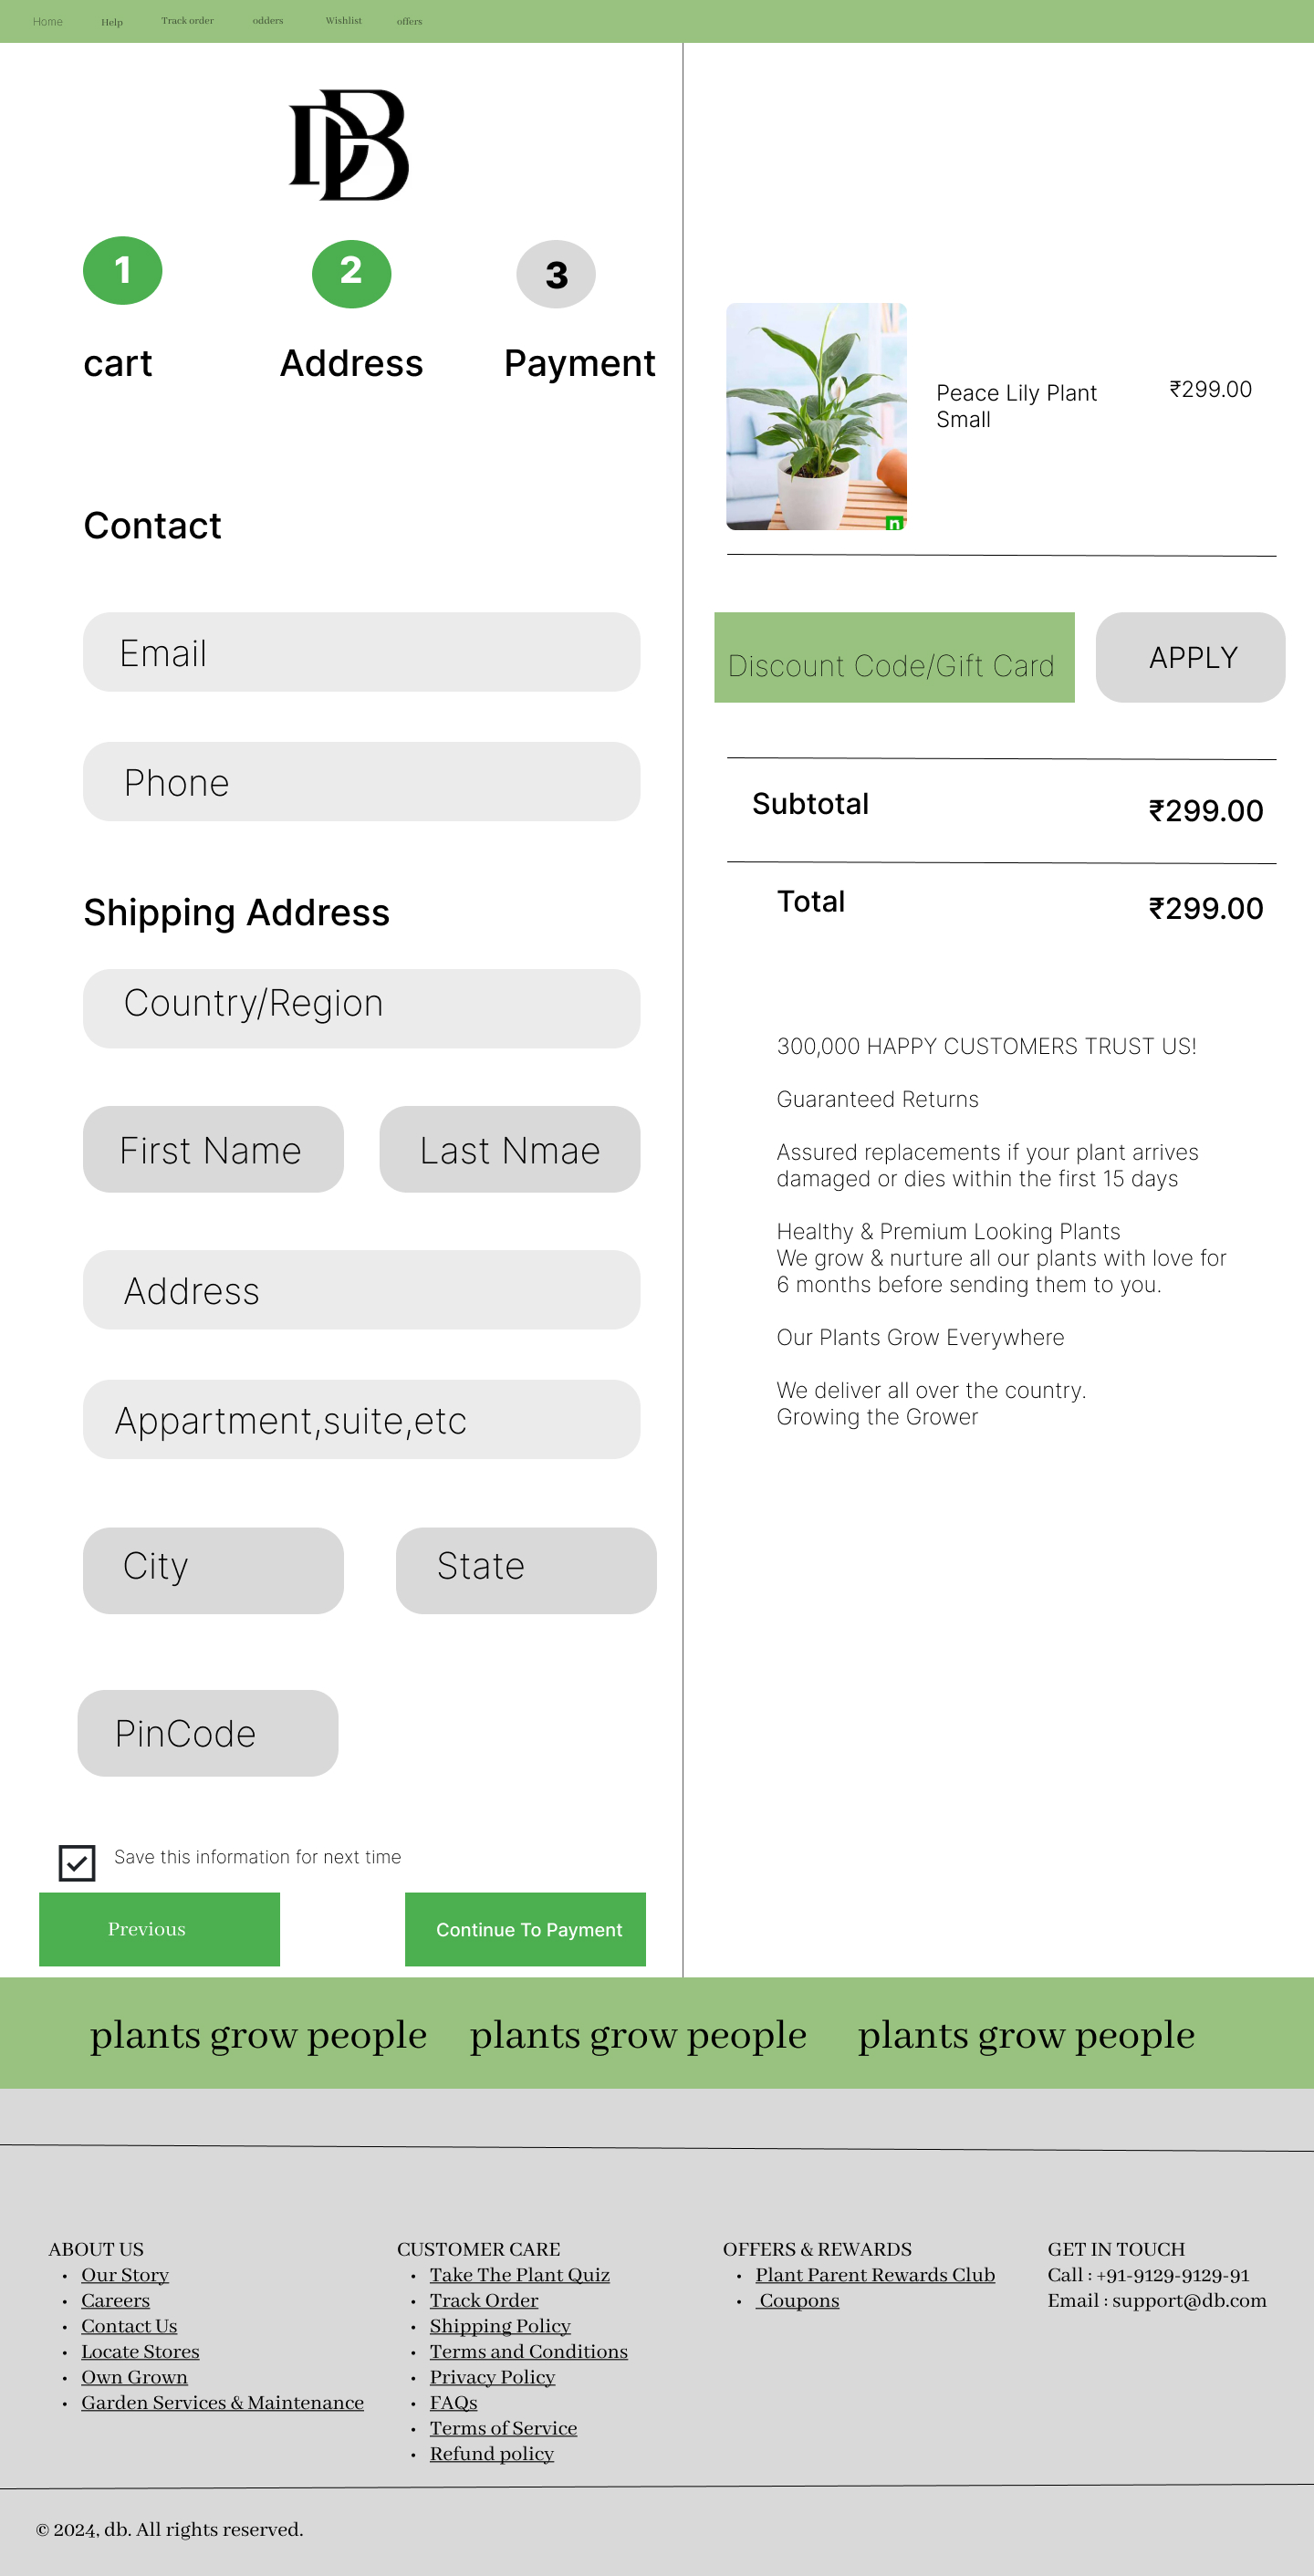 Home Help Track order odders Wishlist offers
DB
1 2 3
cart Address Payment
Contact
Email
Phone
Shipping Address
Country/Region
First Name Last Nmae
Address
Appartment,suite,etc
City State
PinCode
Save this information for next time
Previous Continue To Payment
Peace Lily Plant
Small
₹299.00
n
Discount Code/Gift Card APPLY
Subtotal ₹299.00
Total ₹299.00
300,000 HAPPY CUSTOMERS TRUST US!
Guaranteed Returns
Assured replacements if your plant arrives
damaged or dies within the first 15 days
Healthy & Premium Looking Plants
We grow & nurture all our plants with love for
6 months before sending them to you.
Our Plants Grow Everywhere
We deliver all over the country.
Growing the Grower
plants grow people plants grow people plants grow people
ABOUT US
• Our Story
• Careers
• Contact Us
• Locate Stores
• Own Grown
• Garden Services & Maintenance
CUSTOMER CARE
• Take The Plant Quiz
• Track Order
• Shipping Policy
• Terms and Conditions
• Privacy Policy
• FAQs
• Terms of Service
• Refund policy
OFFERS & REWARDS
• Plant Parent Rewards Club
• Coupons
GET IN TOUCH
Call : +91-9129-9129-91
Email : support@db.com
© 2024, db. All rights reserved.